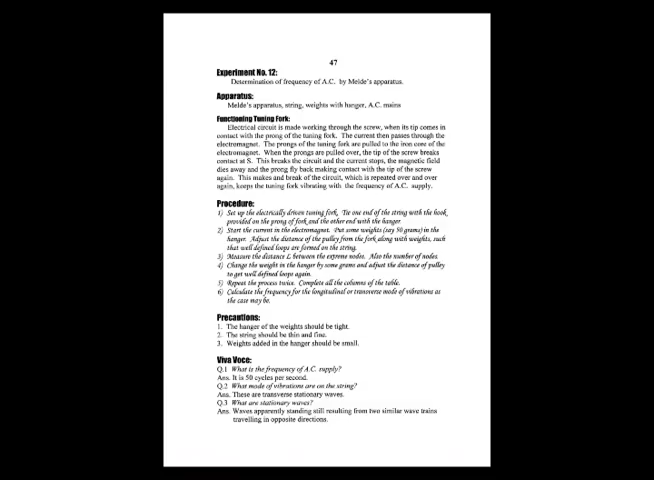 47
Experiment No. 12:
Determination of frequency of A.C. by Melde's apparatus.
Apparatus:
Melde's apparatus, string, weights with hanger, A.C. mains
Functioning Tuning Fork:
Electrical circuit is made working through the screw, when its tip comes in
contact with the prong of the tuning fork. The current then passes through the
electromagnet. The prongs of the tuning fork are pulled to the iron core of the
electromagnet. When the prongs are pulled over, the tip of the screw breaks
contact at S. This breaks the circuit and the current stops, the magnetic field
dies away and the prong fly back making contact with the tip of the screw
again. This makes and break of the circuit, which is repeated over and over
again, keeps the tuning fork vibrating with the frequency of A.C. supply.
Procedure:
1) Set up the electrically driven tuning fork. Tie one end of the string with the hook
provided on the prong of fork and the other end with the hanger.
2) Start the current in the electromagnet. Put some weights (say 50 grams) in the
hanger. Adjust the distance of the pulley from the fork along with weights, such
that well defined loops are formed on the string.
3) Measure the distance L between the extreme nodes. Also the number of nodes.
4) Change the weight in the hanger by some grams and adjust the distance of pulley
to get well defined loops again.
5) Repeat the process twice. Complete all the columns of the table.
6) Calculate the frequency for the longitudinal or transverse mode of vibrations as
the case may be.
Precautions:
1. The hanger of the weights should be tight.
2. The string should be thin and fine.
3. Weights added in the hanger should be small.
Viva Voce:
Q.1 What is the frequency of A.C. supply?
Ans. It is 50 cycles per second.
Q.2 What mode of vibrations are on the string?
Ans. These are transverse stationary waves.
Q.3 What are stationary waves?
Ans. Waves apparently standing still resulting from two similar wave trains
travelling in opposite directions.